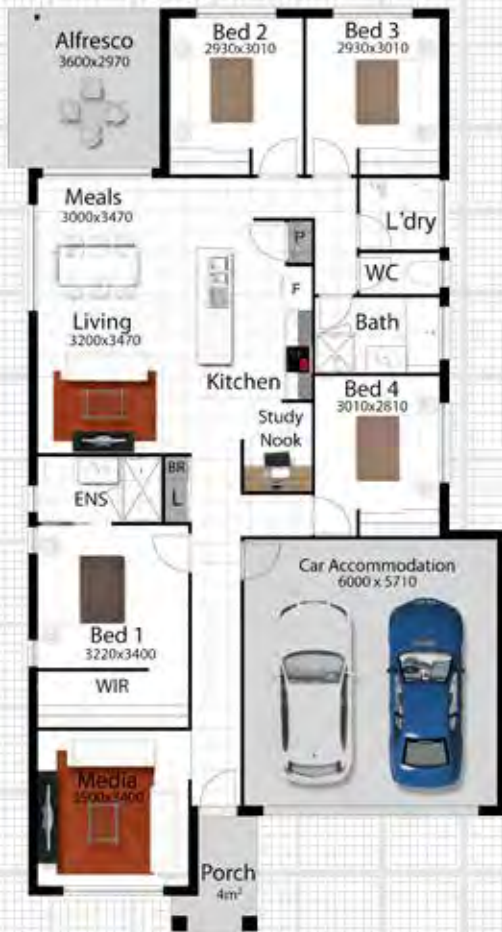 Alfresco
3600x2970
Bed 2
2930x3010
Bed 3
2930x3010
Meals
3000x3470
L'dry
P
WC
F
Living
3200x3470
Bath
Kitchen
Bed 4
3010x2810
Study
Nook
BR
L
ENS
Car Accommodation
6000 x 5710
Bed 1
3220x3400
WIR
Media
3900x3400
Porch
4m²